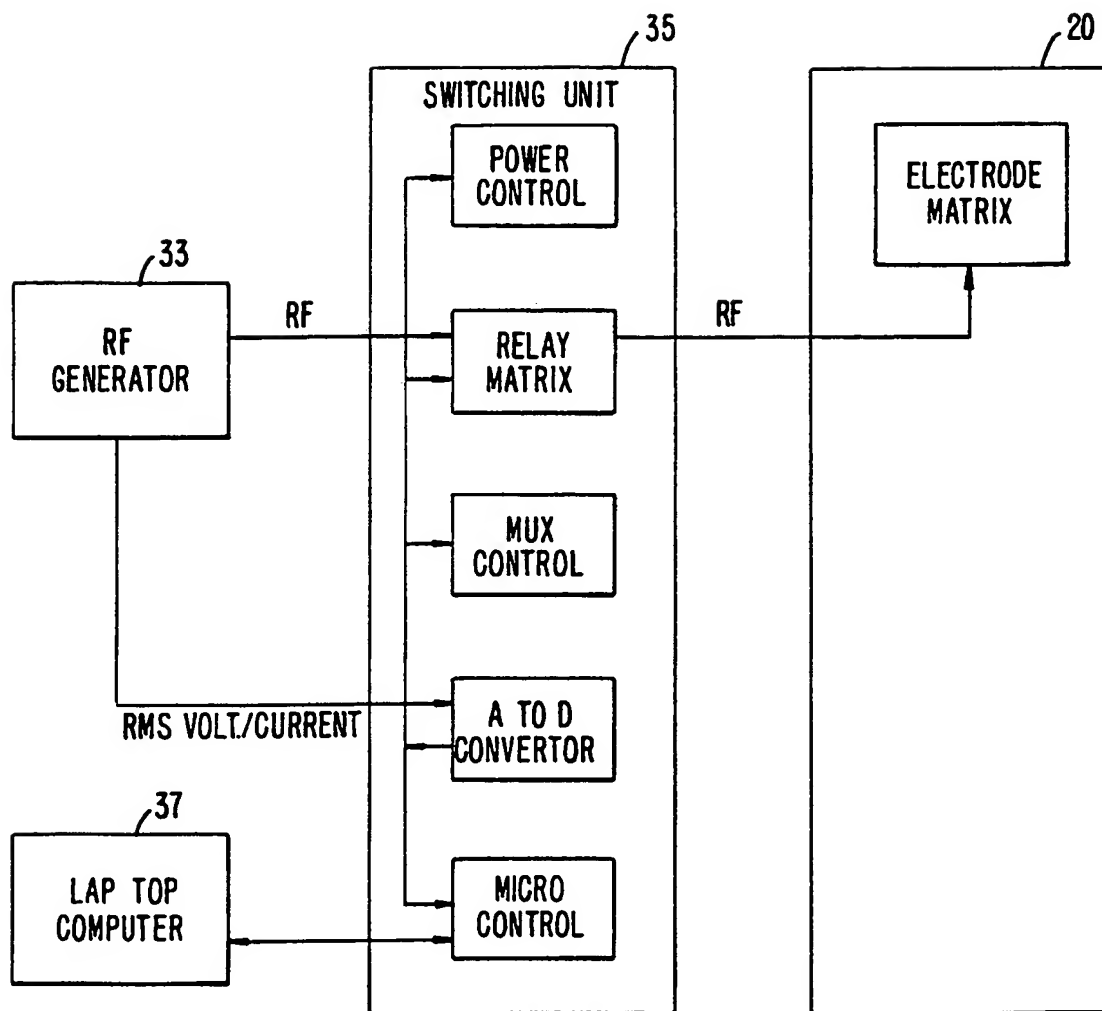 35
20
SWITCHING UNIT
POWER
CONTROL
ELECTRODE
MATRIX
33
RF
GENERATOR
RF
RELAY
MATRIX
RF
MUX
CONTROL
RMS VOLT./CURRENT
A TO D
CONVERTOR
37
LAP TOP
COMPUTER
MICRO
CONTROL